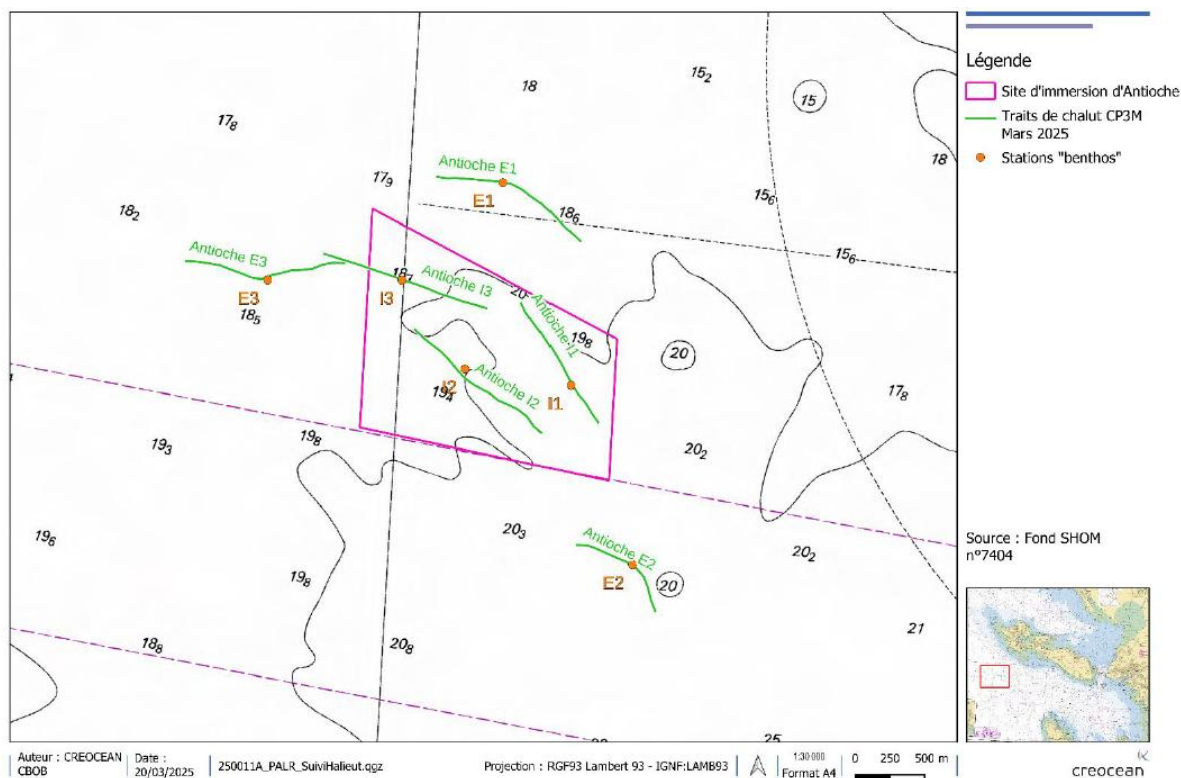 Légende
Site d'immersion d'Antioche
Traits de chalut CP3M
Mars 2025
Stations "benthos"
15₂
18
15
17₈
18
Antioche E1
17₉
E1
15₆
18₂
18₆
Antioche E3
15₆
18₇
Antioche I3
E3
I3
20
18₅
Antioche I1
19₈
20
I2
Antioche I2
I1
19₄
17₈
19₃
19₈
20₂
20₃
Antioche E2
20₂
19₆
19₈
E2
20
21
18₈
20₈
25
Source : Fond SHOM
n°7404
Auteur : CREOCEAN
CBOB
Date :
20/03/2025
250011A_PALR_SuiviHalieut.qgz
Projection : RGF93 Lambert 93 - IGNF:LAMB93
1:30 000
Format A4
0 250 500 m
creocean